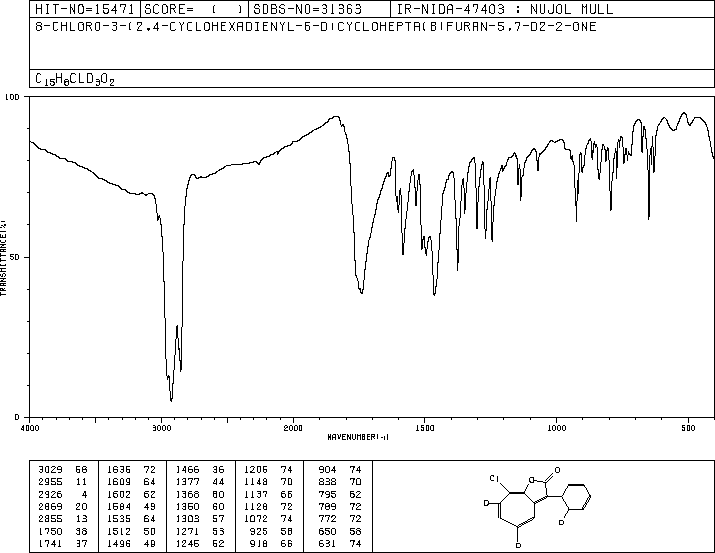 HIT-NO=15471 SCORE= ( ) SDBS-NO=31363 IR-NIDA-47403 : NUJOL MULL
8-CHLORO-3-(2,4-CYCLOHEXADIENYL-6-D)CYCLOHEPTA(B)FURAN-5,7-D2-2-ONE
C15H8CLD3O2
100
50
0
TRANSMITTANCE(%)
4000 3000 2000 1500 1000 500
WAVENUMBER(-1)
3029 68 1636 72 1466 36 1206 74 904 74
2955 11 1609 64 1377 44 1148 70 838 70
2926 4 1602 62 1368 80 1137 66 795 62
2869 20 1584 49 1350 60 1128 72 789 72
2855 13 1535 64 1303 57 1072 74 772 72
1750 38 1512 50 1271 53 925 58 650 58
1741 37 1496 49 1245 52 918 66 631 74
O
Cl O
D
D
D